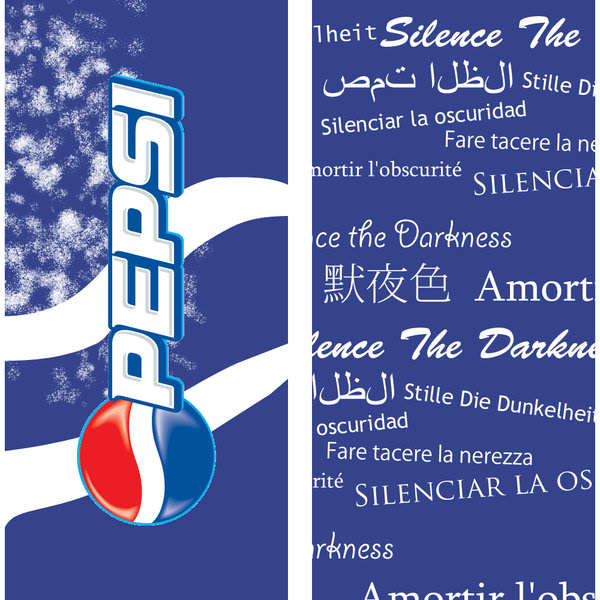 PEPSI
lheit Silence The
صمت الظلا Stille Di
Silenciar la oscuridad
Fare tacere la ne
mortir l'obscurité SILENCIA
ce the Darkness
默夜色 Amorti
lence The Darkne
الظلا Stille Die Dunkelheit
oscuridad
Fare tacere la nerezza
rité SILENCIAR LA OS
rkness
Amortir l'obs